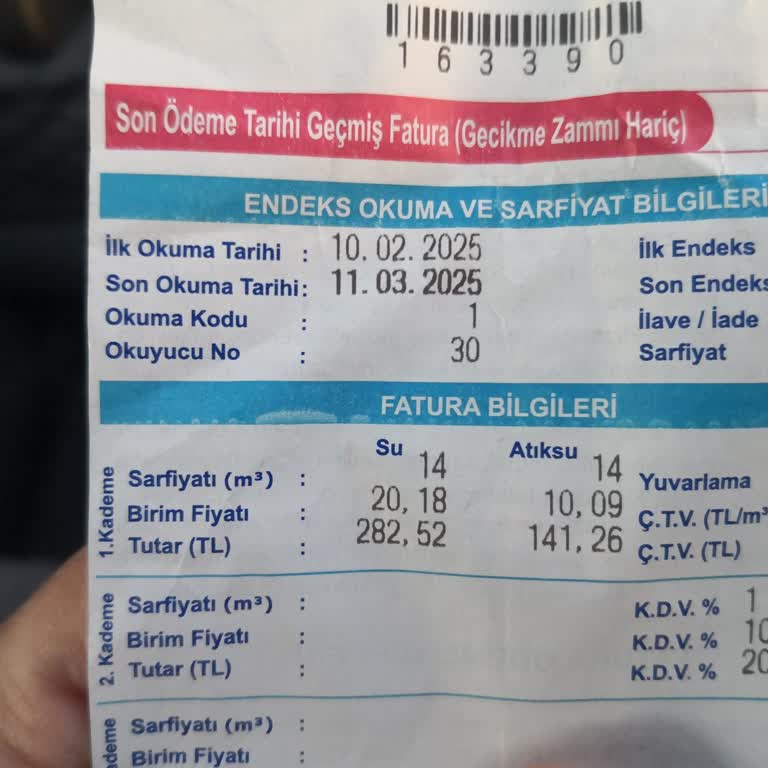 163390
Son Ödeme Tarihi Geçmiş Fatura (Gecikme Zammı Hariç)
ENDEKS OKUMA VE SARFİYAT BİLGİLERİ
İlk Okuma Tarihi : 10. 02. 2025 İlk Endeks
Son Okuma Tarihi : 11. 03. 2025 Son Endeks
Okuma Kodu : 1 İlave / İade
Okuyucu No : 30 Sarfiyat
FATURA BİLGİLERİ
Su Atıksu
1.Kademe
Sarfiyatı (m³) : 14 14 Yuvarlama
Birim Fiyatı : 20, 18 10, 09 Ç.T.V. (TL/m³
Tutar (TL) : 282, 52 141, 26 Ç.T.V. (TL)
2. Kademe
Sarfiyatı (m³) : K.D.V. % 1
Birim Fiyatı : K.D.V. % 10
Tutar (TL) : K.D.V. % 20
Sarfiyatı (m³) :
Birim Fiyatı :